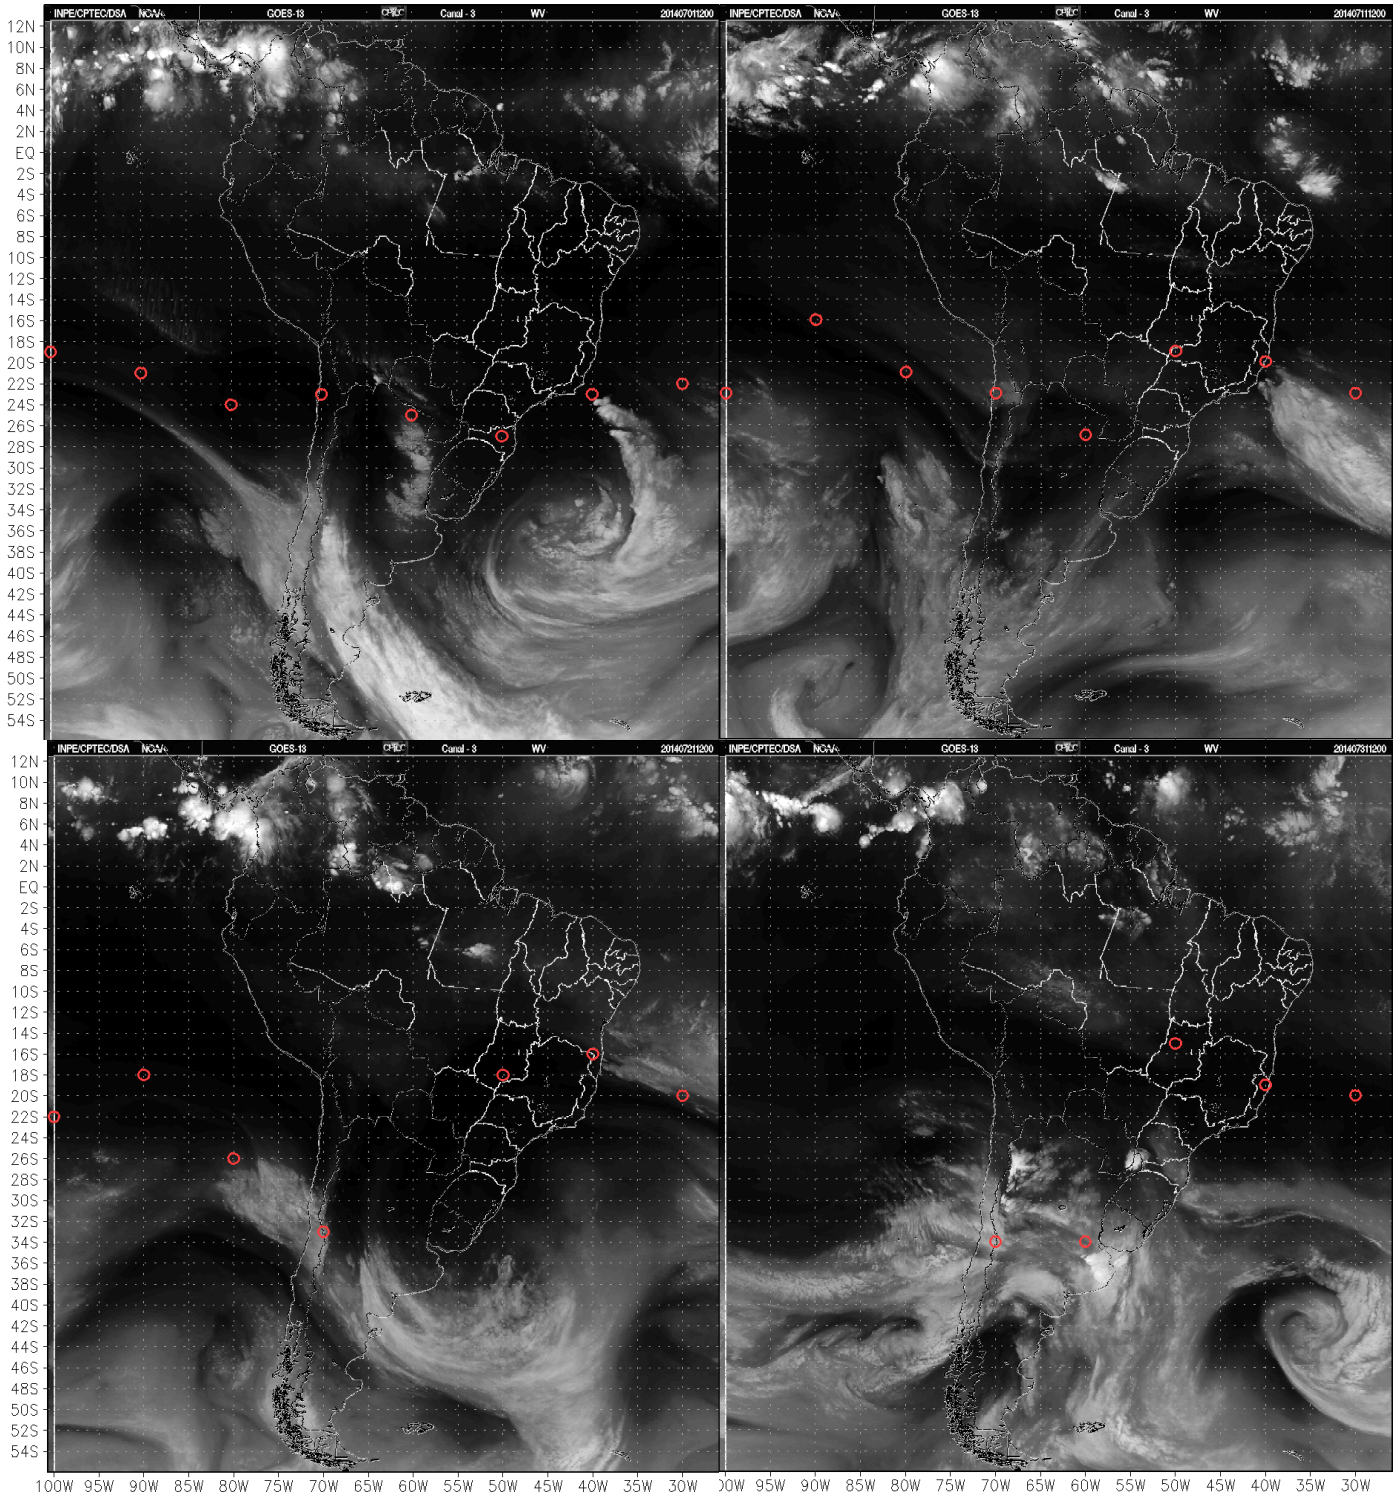 INPE/CPTEC/DSA GOES-13 Canal - 3 WV 201407011200
INPE/CPTEC/DSA GOES-13 Canal - 3 WV 201407111200
12N
10N
8N
6N
4N
2N
EQ
2S
4S
6S
8S
10S
12S
14S
16S
18S
20S
22S
24S
26S
28S
30S
32S
34S
36S
38S
40S
42S
44S
46S
48S
50S
52S
54S
INPE/CPTEC/DSA GOES-13 Canal - 3 WV 201407211200
INPE/CPTEC/DSA GOES-13 Canal - 3 WV 201407311200
12N
10N
8N
6N
4N
2N
EQ
2S
4S
6S
8S
10S
12S
14S
16S
18S
20S
22S
24S
26S
28S
30S
32S
34S
36S
38S
40S
42S
44S
46S
48S
50S
52S
54S
100W 95W 90W 85W 80W 75W 70W 65W 60W 55W 50W 45W 40W 35W 30W
95W 90W 85W 80W 75W 70W 65W 60W 55W 50W 45W 40W 35W 30W